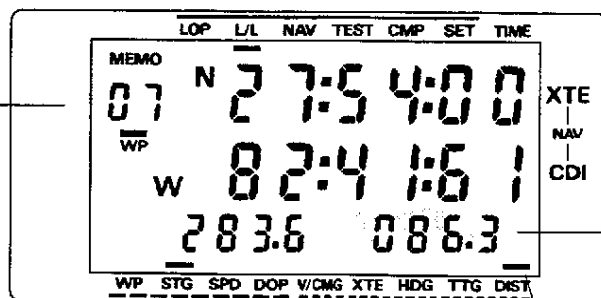 LOP L/L NAV TEST CMP SET TIME
MEMO
07
WP
N 27:54:00
W 82:41:61
XTE
NAV
CDI
283.6 086.3
WP STG SPD DOP V/CMG XTE HDG TTG DIST